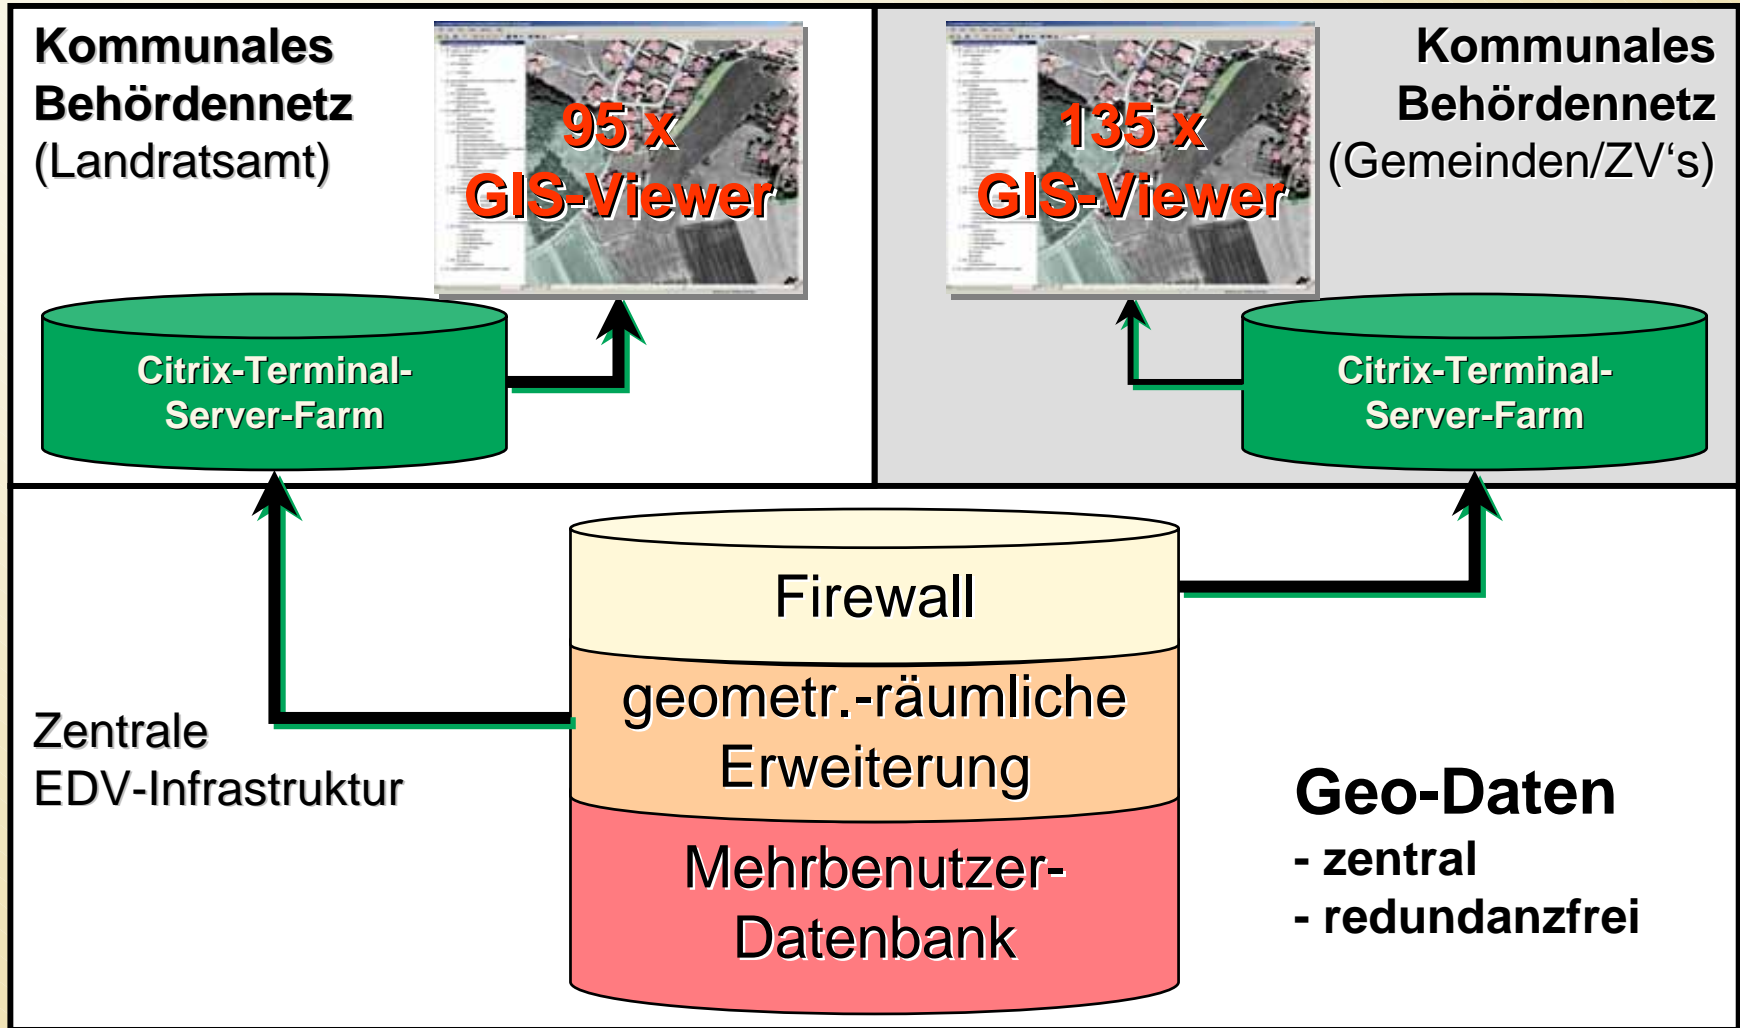 Kommunales
Behördennetz
(Landratsamt)
95 x
GIS-Viewer
135 x
GIS-Viewer
Kommunales
Behördennetz
(Gemeinden/ZV‘s)
Citrix-Terminal-
Server-Farm
Citrix-Terminal-
Server-Farm
Firewall
geometr.-räumliche
Erweiterung
Mehrbenutzer-
Datenbank
Zentrale
EDV-Infrastruktur
Geo-Daten
- zentral
- redundanzfrei